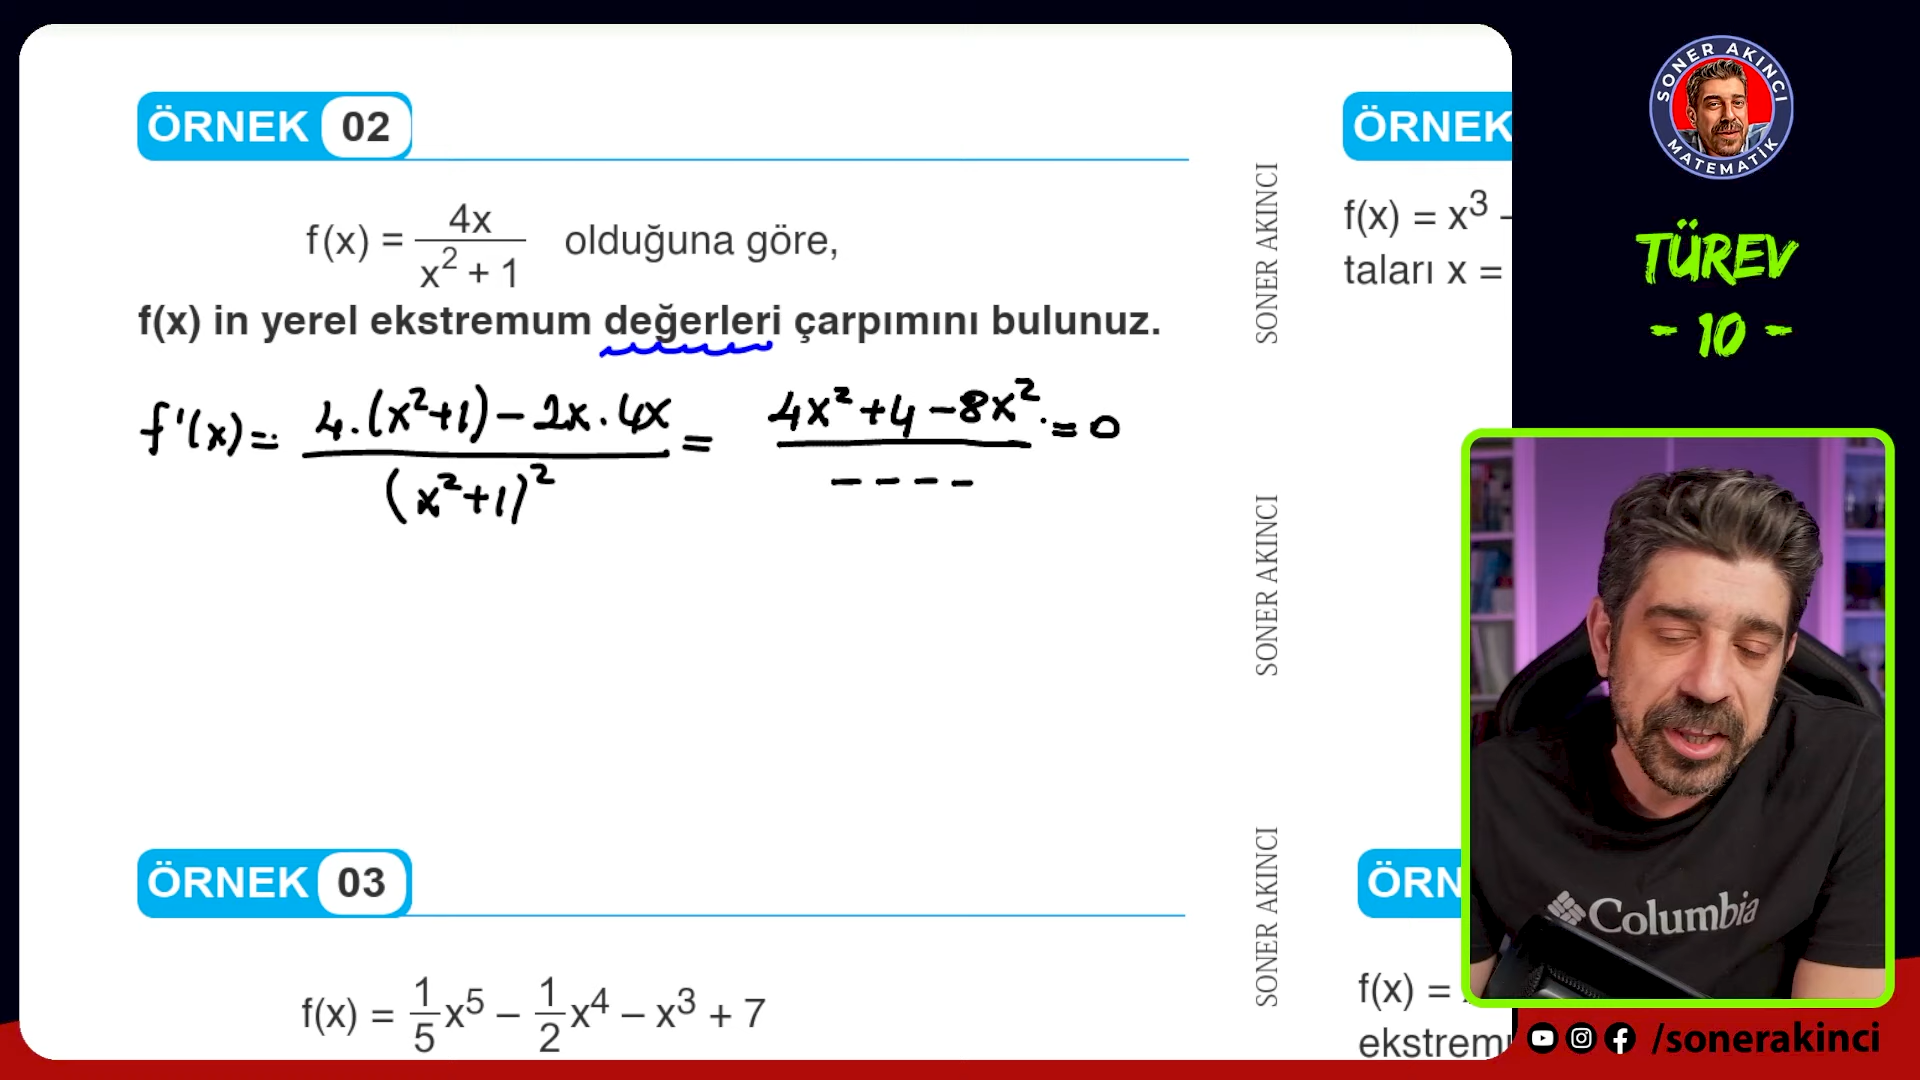 ÖRNEK 02
f(x) = 4x / x² + 1 olduğuna göre,
f(x) in yerel ekstremum değerleri çarpımını bulunuz.
f'(x) = 4.(x²+1) - 2x.4x / (x²+1)² = 4x²+4-8x² / ---- = 0
ÖRNEK 03
f(x) = 1/5 x⁵ – 1/2 x⁴ – x³ + 7
SONER AKINCI
SONER AKINCI
SONER AKINCI
ÖRNEK
f(x) = x³ –
taları x =
f(x) =
SONER AKINCI
MATEMATİK
TÜREV
- 10 -
Columbia
/sonerakinci